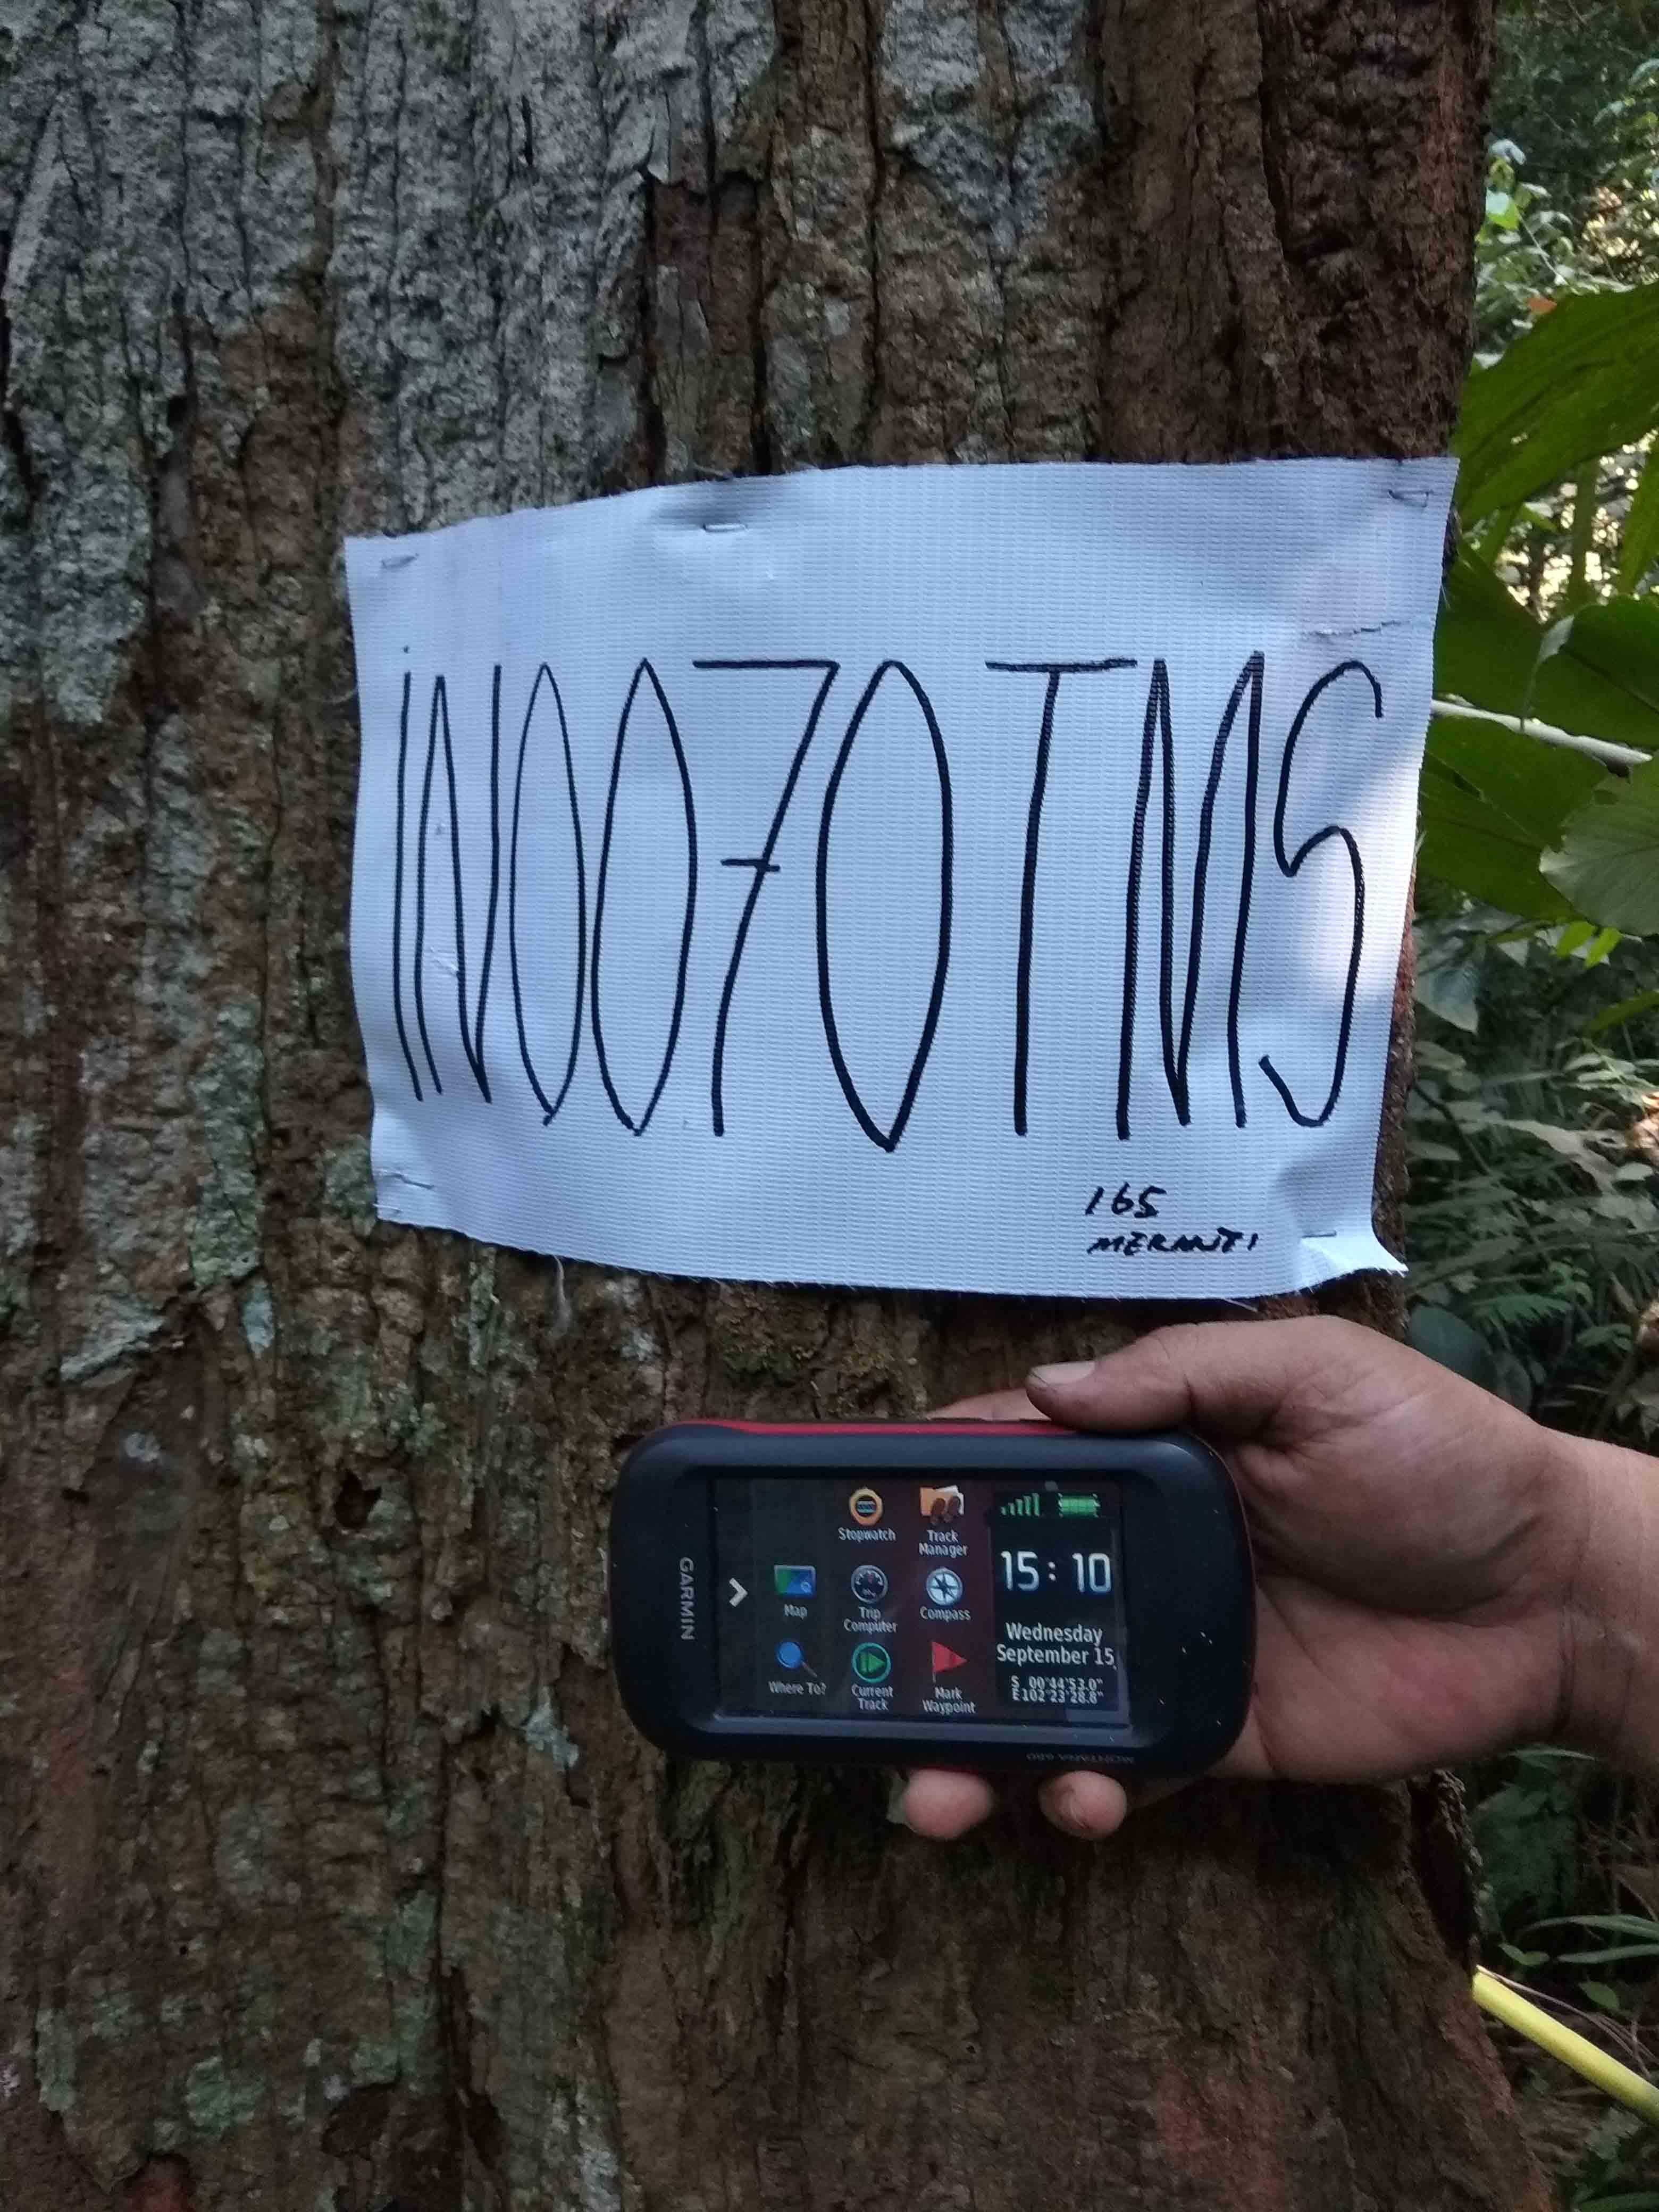 iN0070TMS
165
MERANTI
GARMIN
Stopwatch
Track
Manager
Map
Trip
Computer
Compass
Where To?
Current
Track
Mark
Waypoint
15:10
Wednesday
September 15
S 00°44'53.0"
E102°23'28.8"
MONTANA 680